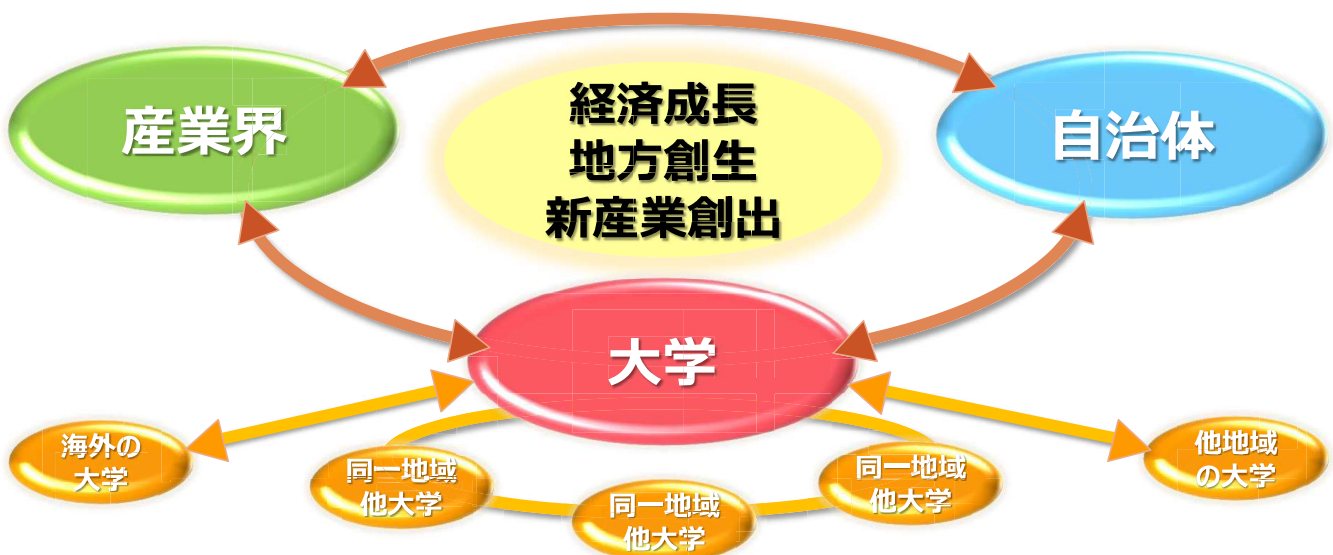 産業界
経済成長
地方創生
新産業創出
自治体
大学
海外の
大学
同一地域
他大学
同一地域
他大学
同一地域
他大学
他地域
の大学